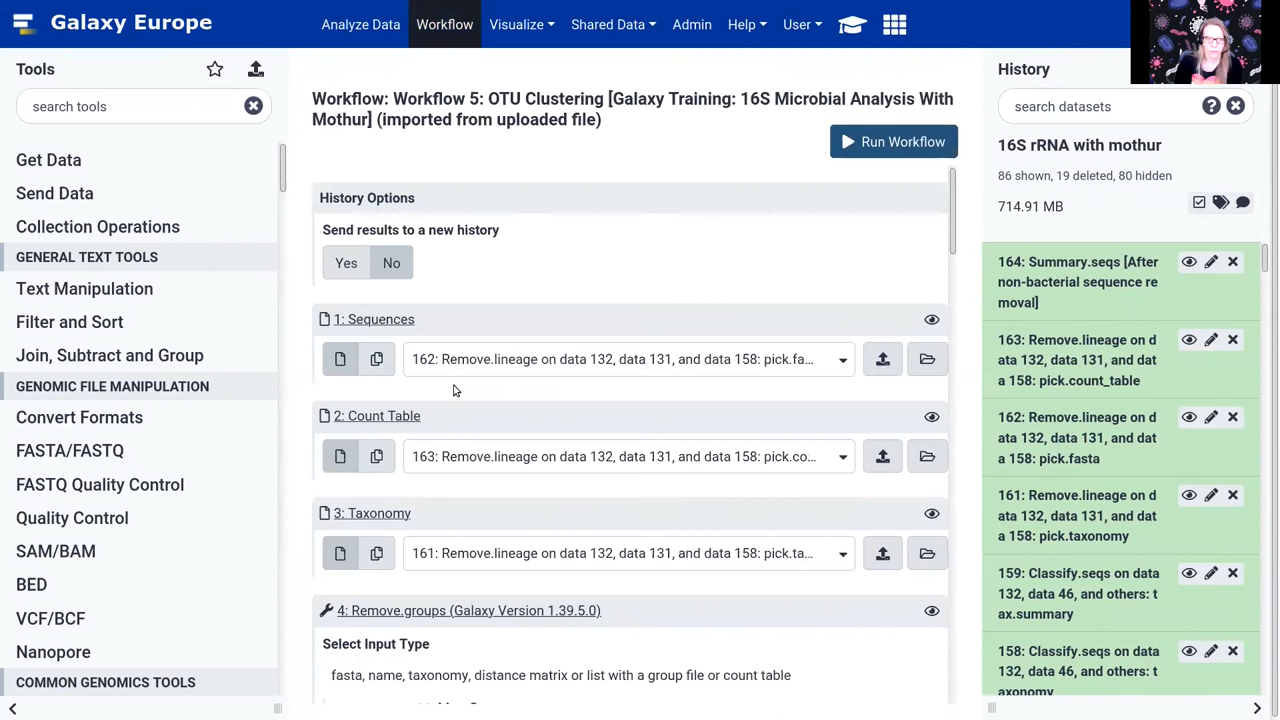 Galaxy Europe
Analyze Data
Workflow
Visualize
Shared Data
Admin
Help
User
Tools
search tools
Get Data
Send Data
Collection Operations
GENERAL TEXT TOOLS
Text Manipulation
Filter and Sort
Join, Subtract and Group
GENOMIC FILE MANIPULATION
Convert Formats
FASTA/FASTQ
FASTQ Quality Control
Quality Control
SAM/BAM
BED
VCF/BCF
Nanopore
COMMON GENOMICS TOOLS
Workflow: Workflow 5: OTU Clustering [Galaxy Training: 16S Microbial Analysis With
Mothur] (imported from uploaded file)
Run Workflow
History Options
Send results to a new history
Yes No
1: Sequences
162: Remove.lineage on data 132, data 131, and data 158: pick.fa...
2: Count Table
163: Remove.lineage on data 132, data 131, and data 158: pick.co...
3: Taxonomy
161: Remove.lineage on data 132, data 131, and data 158: pick.ta...
4: Remove.groups (Galaxy Version 1.39.5.0)
Select Input Type
fasta, name, taxonomy, distance matrix or list with a group file or count table
History
search datasets
16S rRNA with mothur
86 shown, 19 deleted, 80 hidden
714.91 MB
164: Summary.seqs [After
non-bacterial sequence re
moval]
163: Remove.lineage on d
ata 132, data 131, and dat
a 158: pick.count_table
162: Remove.lineage on d
ata 132, data 131, and dat
a 158: pick.fasta
161: Remove.lineage on d
ata 132, data 131, and dat
a 158: pick.taxonomy
159: Classify.seqs on data
132, data 46, and others: t
ax.summary
158: Classify.seqs on data
132, data 46, and others: t
axonomy